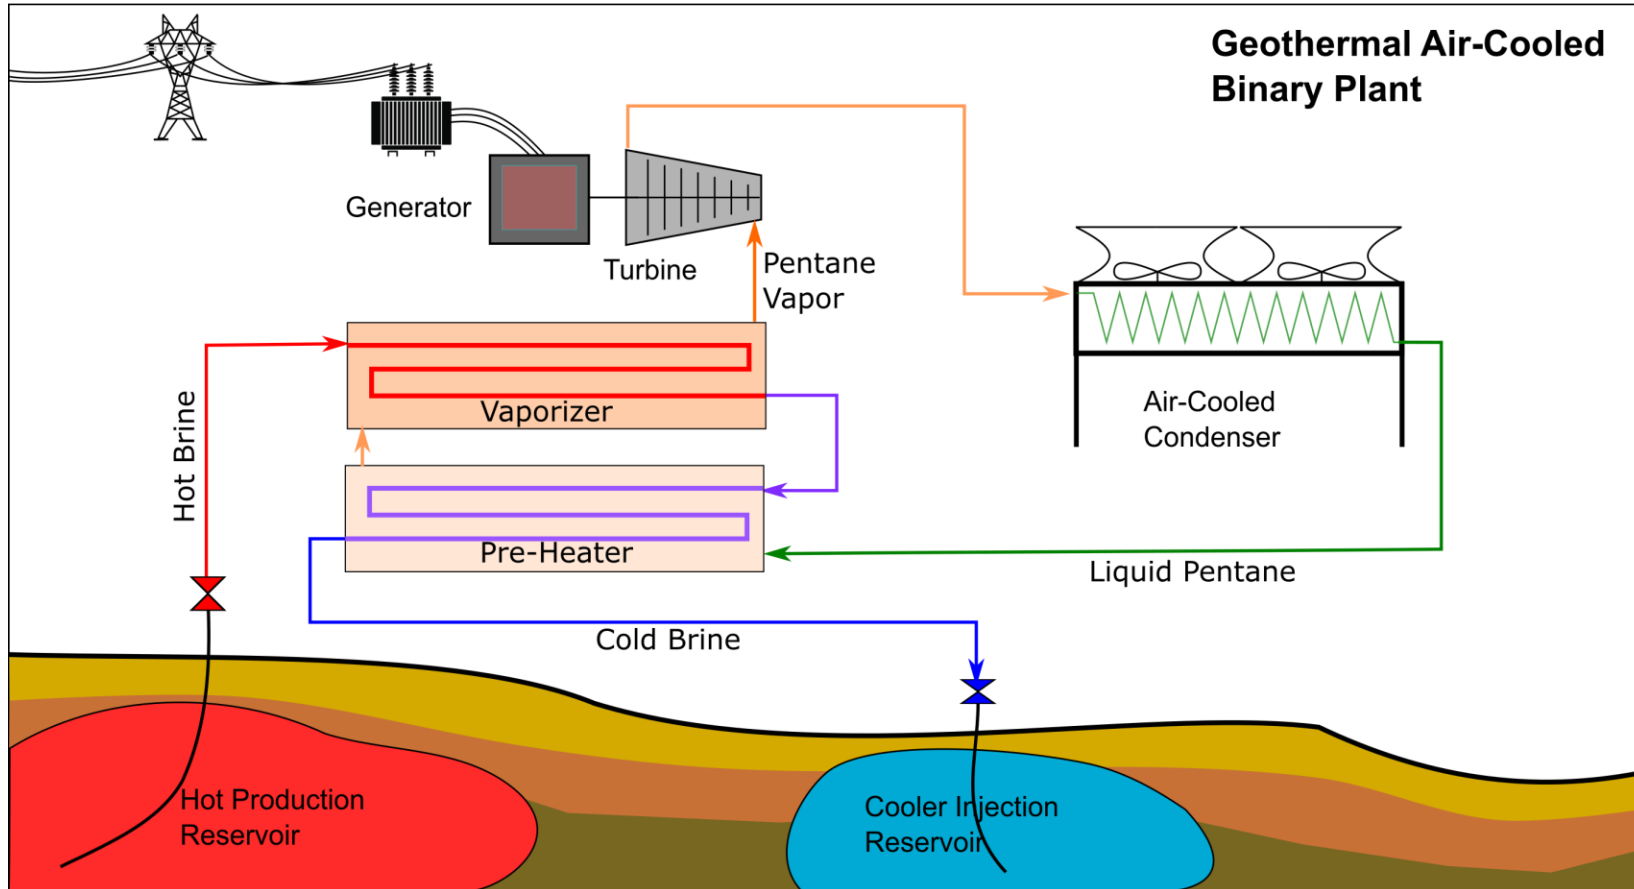 Geothermal Air-Cooled
Binary Plant
Generator
Turbine
Pentane
Vapor
Hot Brine
Vaporizer
Air-Cooled
Condenser
Pre-Heater
Liquid Pentane
Cold Brine
Hot Production
Reservoir
Cooler Injection
Reservoir